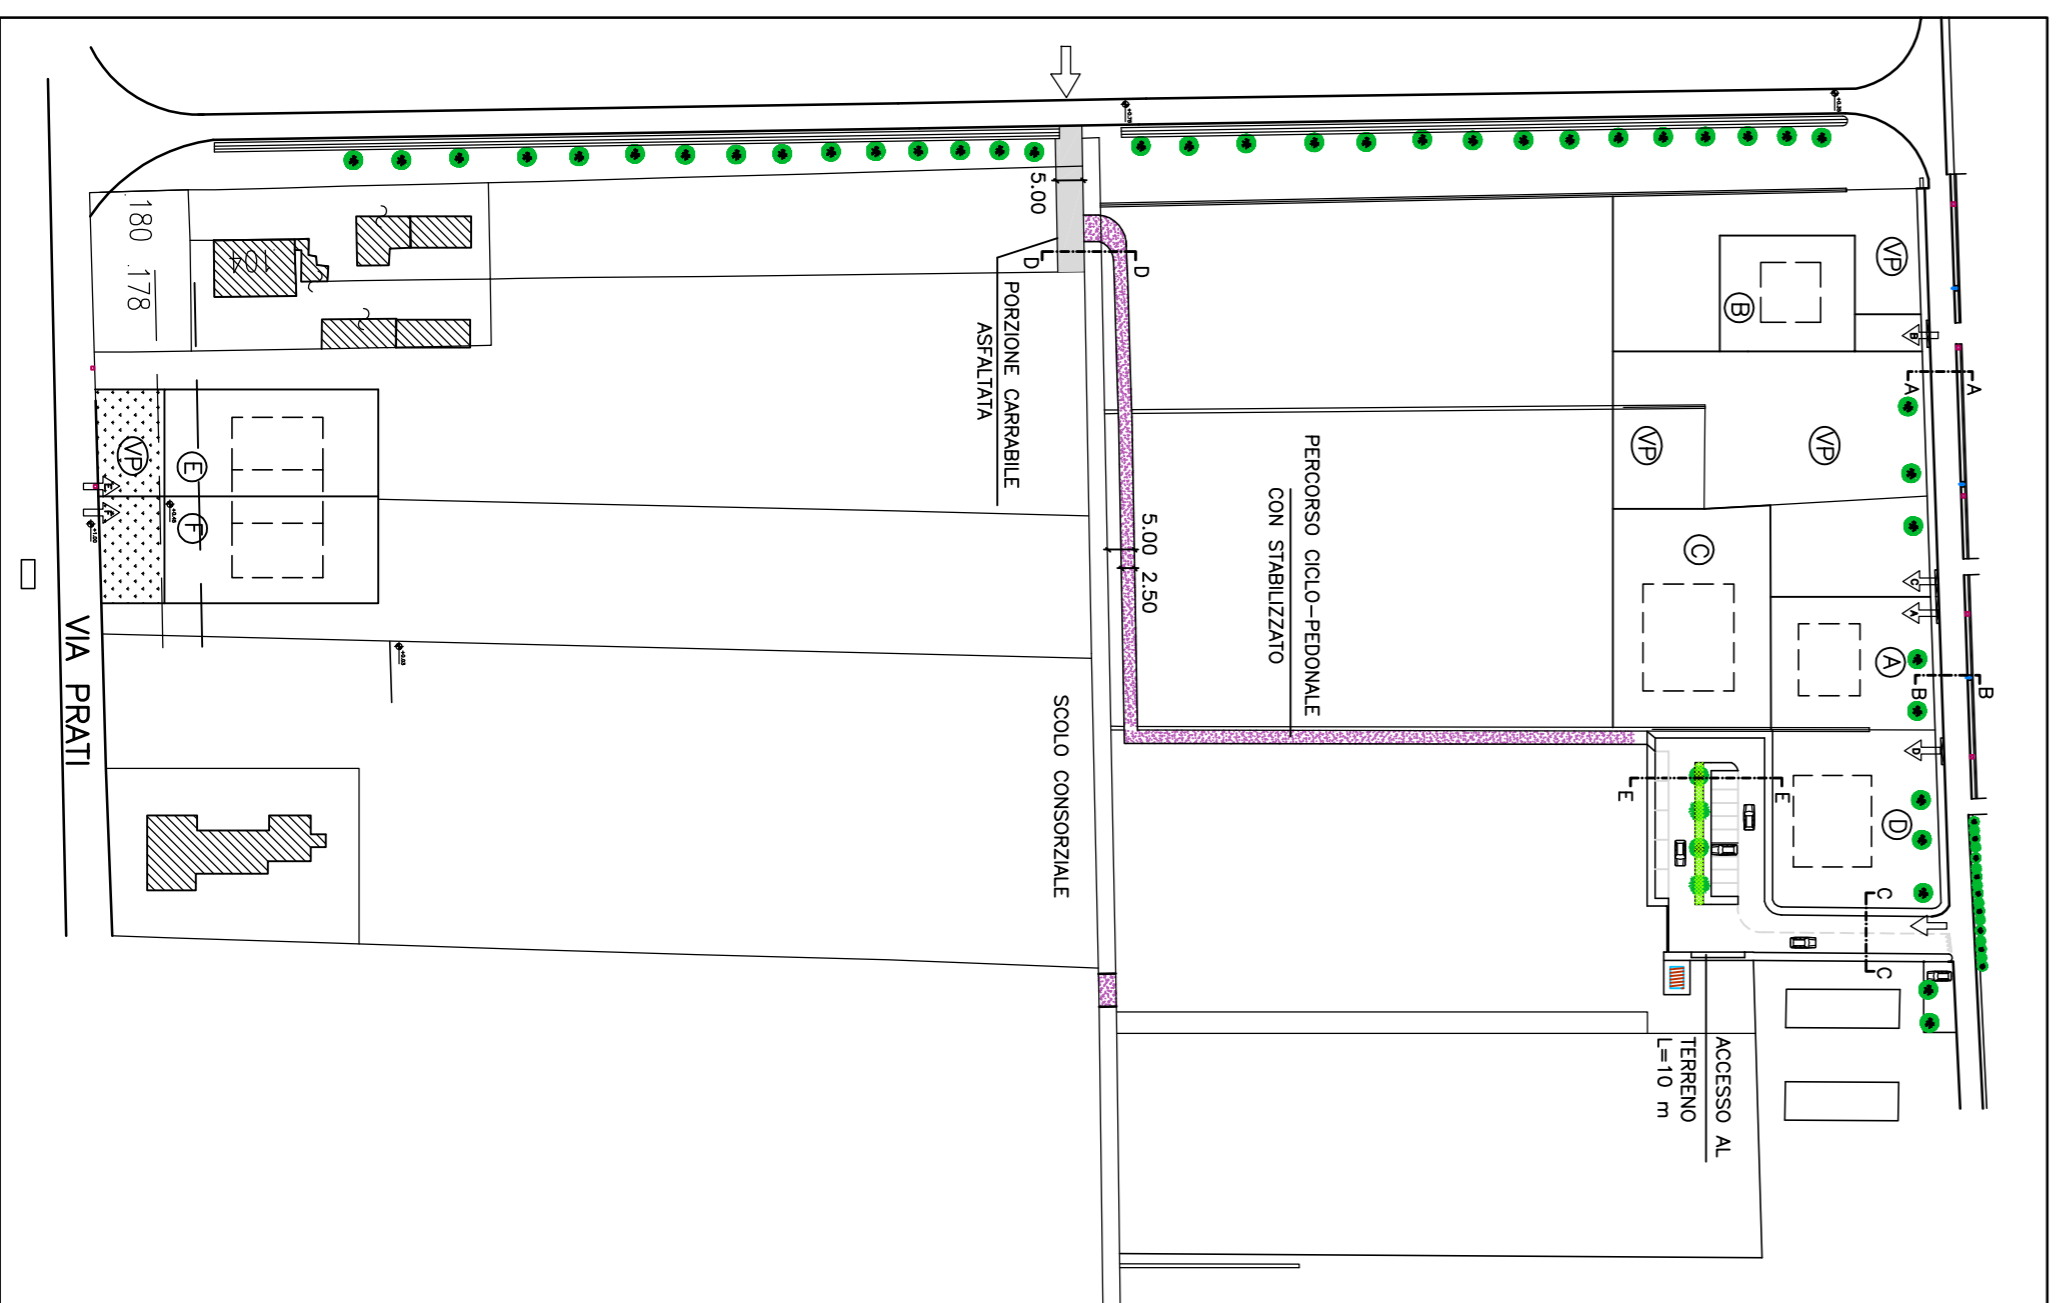 VP
B
B
A
A
VP
VP
C
C
A
A
B
B
D
E
E
D
C
C
ACCESSO AL
TERRENO
L=10 m
5.00
D
D
PORZIONE CARRABILE
ASFALTATA
PERCORSO CICLO-PEDONALE
CON STABILIZZATO
5.00 2.50
SCOLO CONSORZIALE
180
178
104
VP
E
F
E
F
VIA PRATI